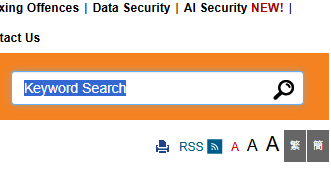 xing Offences | Data Security | AI Security NEW! |
tact Us
Keyword Search
RSS A A A 繁 簡